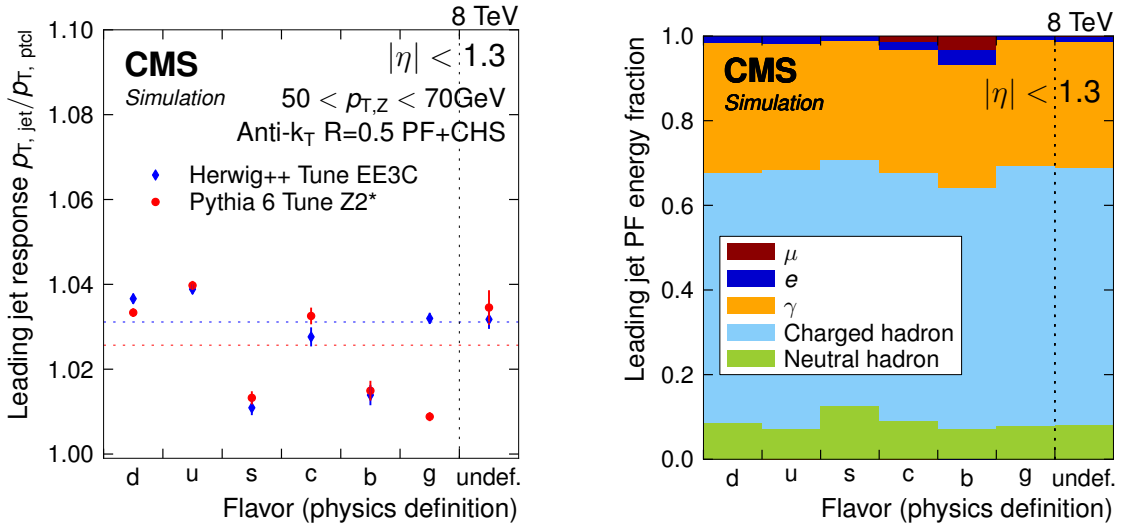 8 TeV
CMS
Simulation
|η| < 1.3
50 < p_T,Z < 70GeV
Anti-k_T R=0.5 PF+CHS
Herwig++ Tune EE3C
Pythia 6 Tune Z2*
Leading jet response p_T, jet/p_T, ptcl
1.10
1.08
1.06
1.04
1.02
1.00
d u s c b g undef.
Flavor (physics definition)
8 TeV
CMS
Simulation
|η| < 1.3
Leading jet PF energy fraction
1.0
0.8
0.6
0.4
0.2
0.0
μ
e
γ
Charged hadron
Neutral hadron
d u s c b g undef.
Flavor (physics definition)